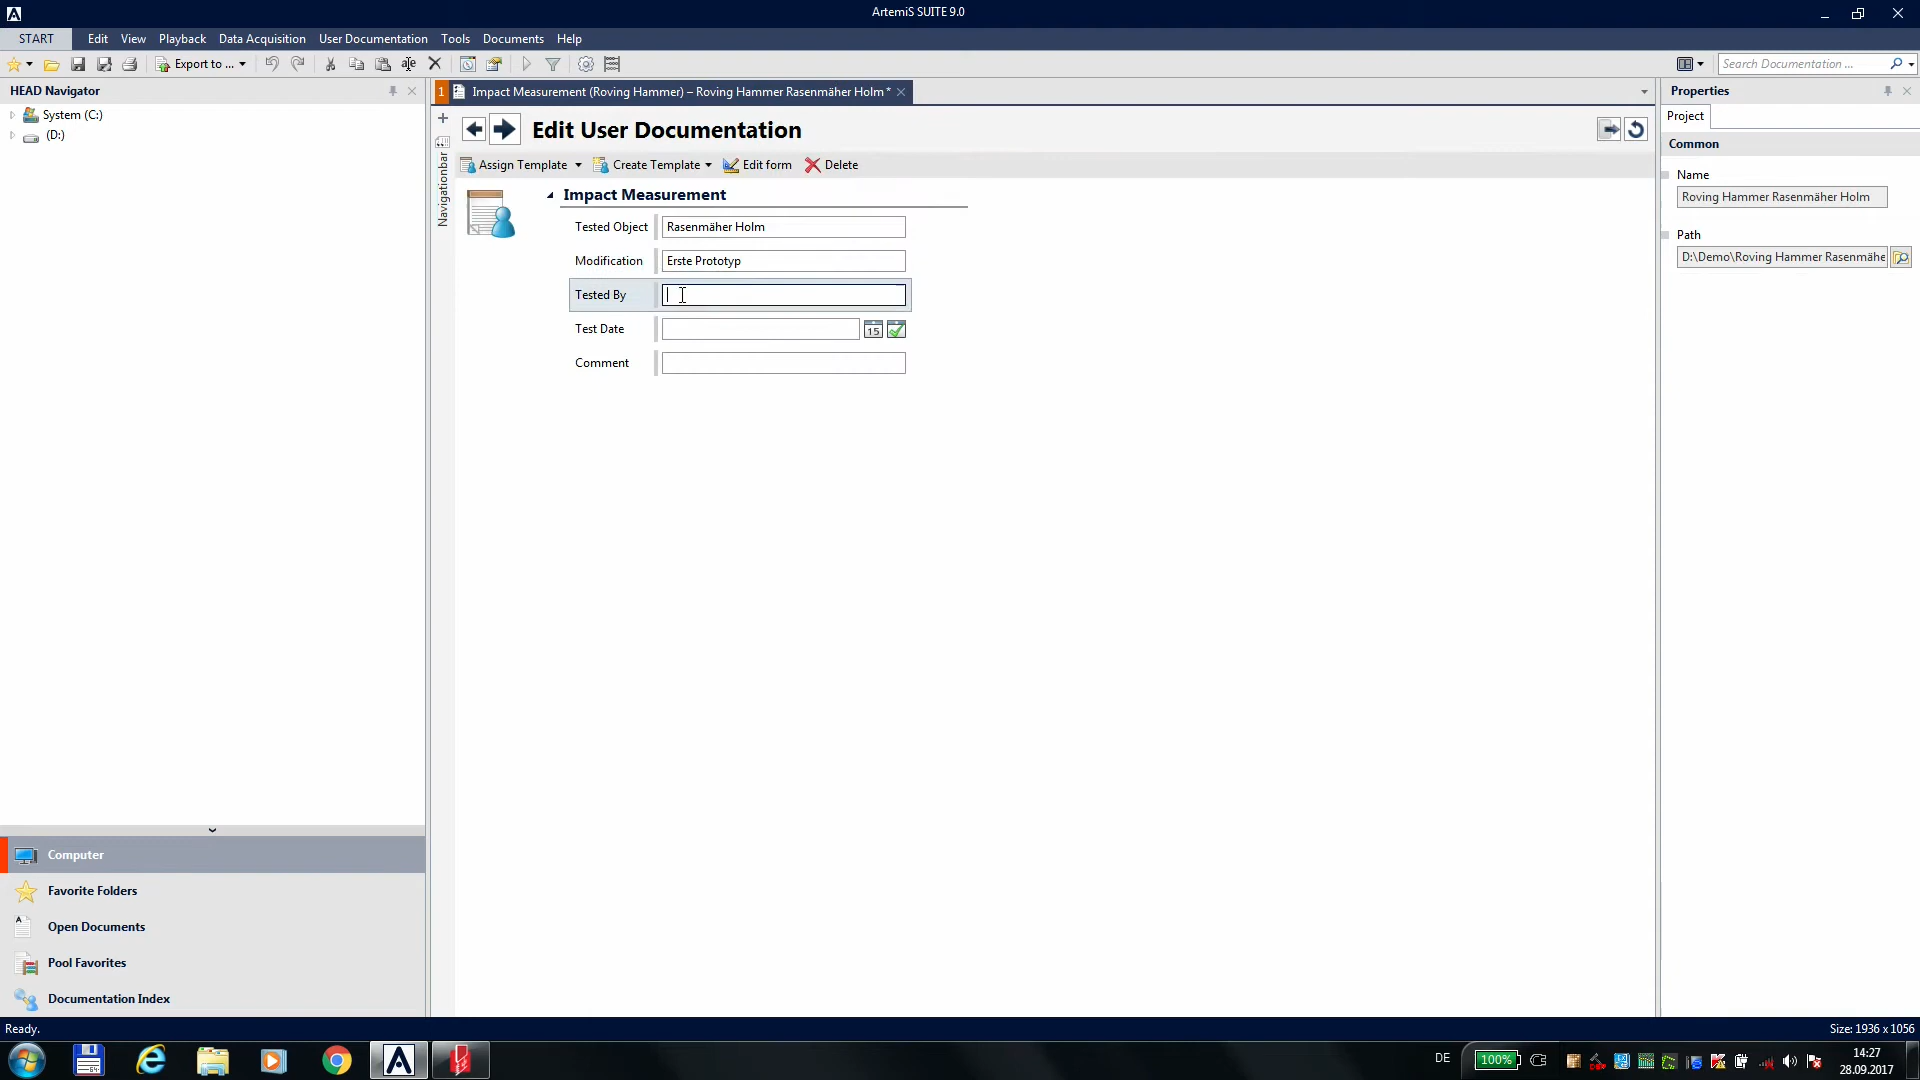 ArtemiS SUITE 9.0
START Edit View Playback Data Acquisition User Documentation Tools Documents Help
Export to ... Search Documentation ...
HEAD Navigator
System (C:)
(D:)
Computer
Favorite Folders
Open Documents
Pool Favorites
Documentation Index
1 Impact Measurement (Roving Hammer) – Roving Hammer Rasenmäher Holm *
Navigationbar
Edit User Documentation
Assign Template Create Template Edit form Delete
Impact Measurement
Tested Object Rasenmäher Holm
Modification Erste Prototyp
Tested By
Test Date 15
Comment
Properties
Project
Common
Name
Roving Hammer Rasenmäher Holm
Path
D:\Demo\Roving Hammer Rasenmähe
Ready. Size: 1936 x 1056
DE 100% 14:27
28.09.2017